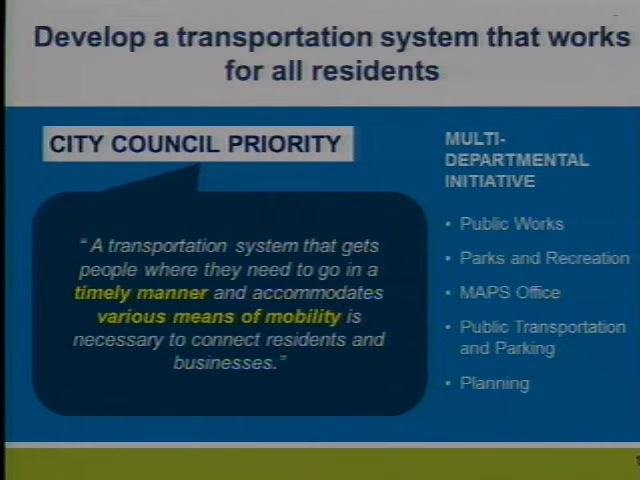 Develop a transportation system that works
for all residents
CITY COUNCIL PRIORITY
“A transportation system that gets
people where they need to go in a
timely manner and accommodates
various means of mobility is
necessary to connect residents and
businesses.”
MULTI-
DEPARTMENTAL
INITIATIVE
• Public Works
• Parks and Recreation
• MAPS Office
• Public Transportation
and Parking
• Planning